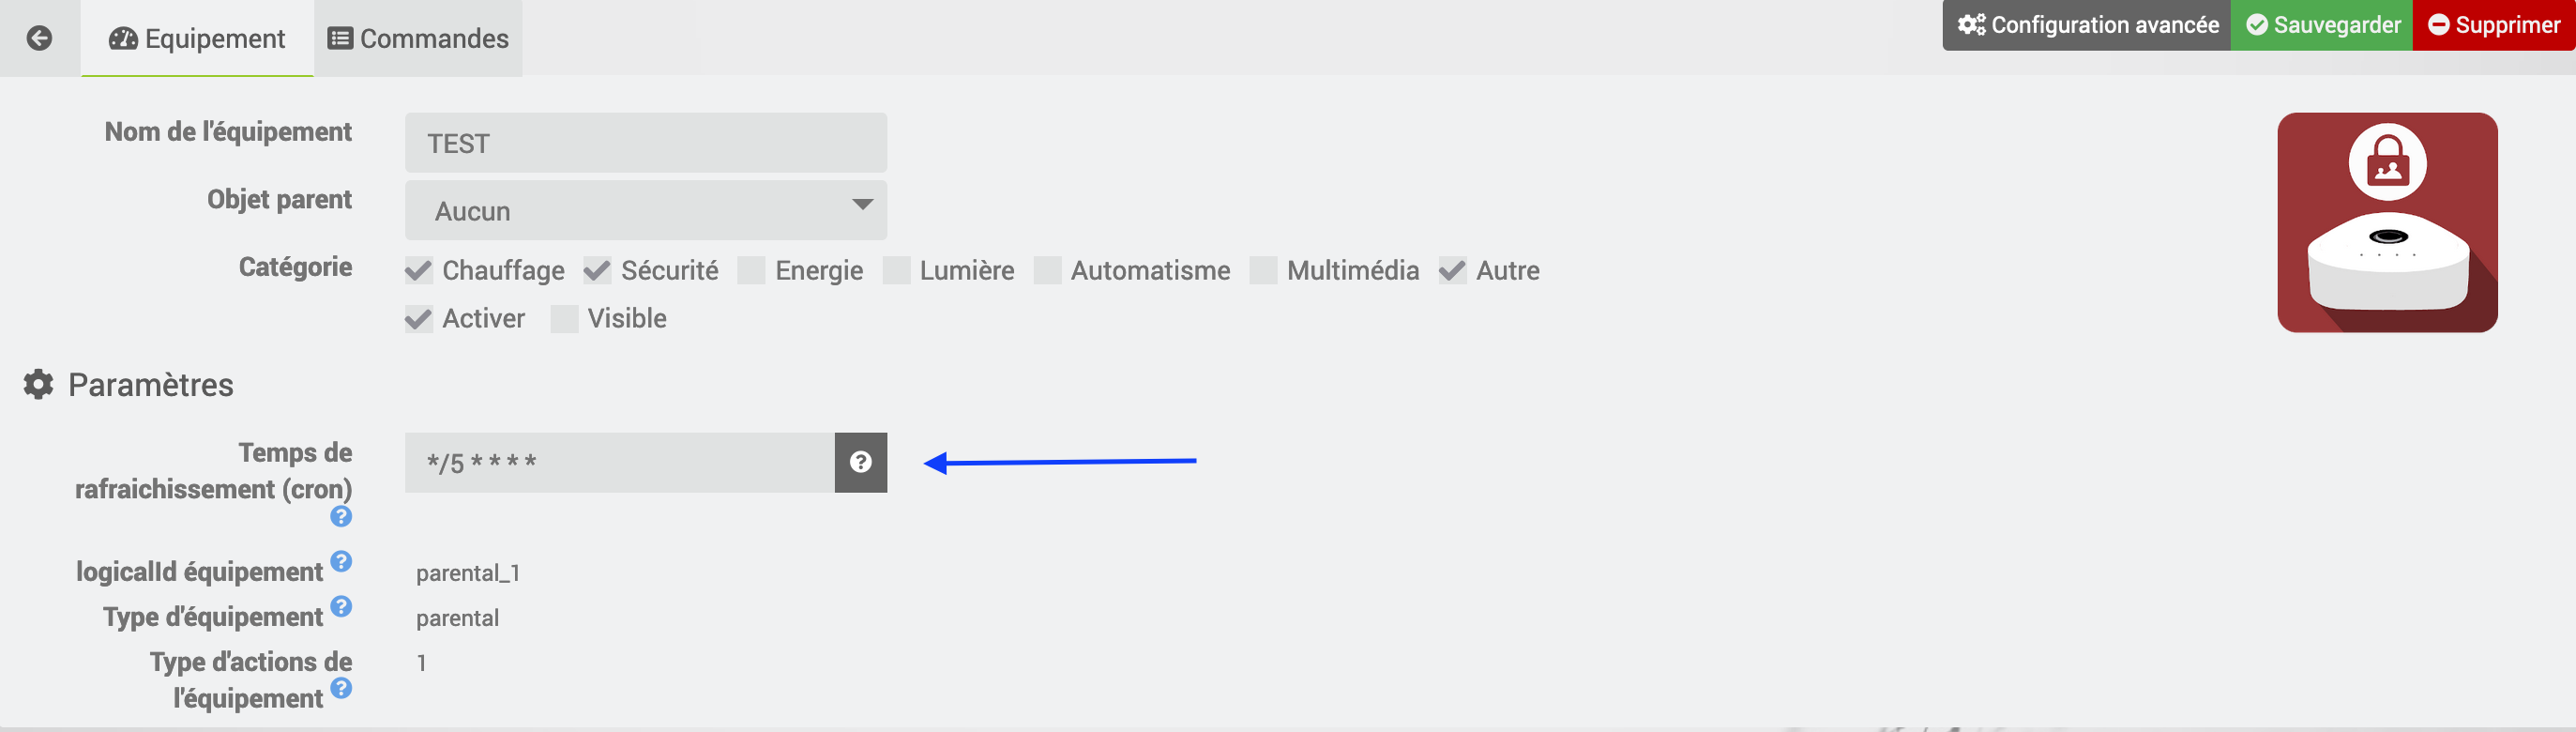 Equipement Commandes Configuration avancée Sauvegarder Supprimer
Nom de l'équipement TEST
Objet parent Aucun
Catégorie Chauffage Sécurité Energie Lumière Automatisme Multimédia Autre
Activer Visible
Paramètres
Temps de
rafraichissement (cron) */5 * * * *
logicalId équipement parental_1
Type d'équipement parental
Type d'actions de 1
l'équipement